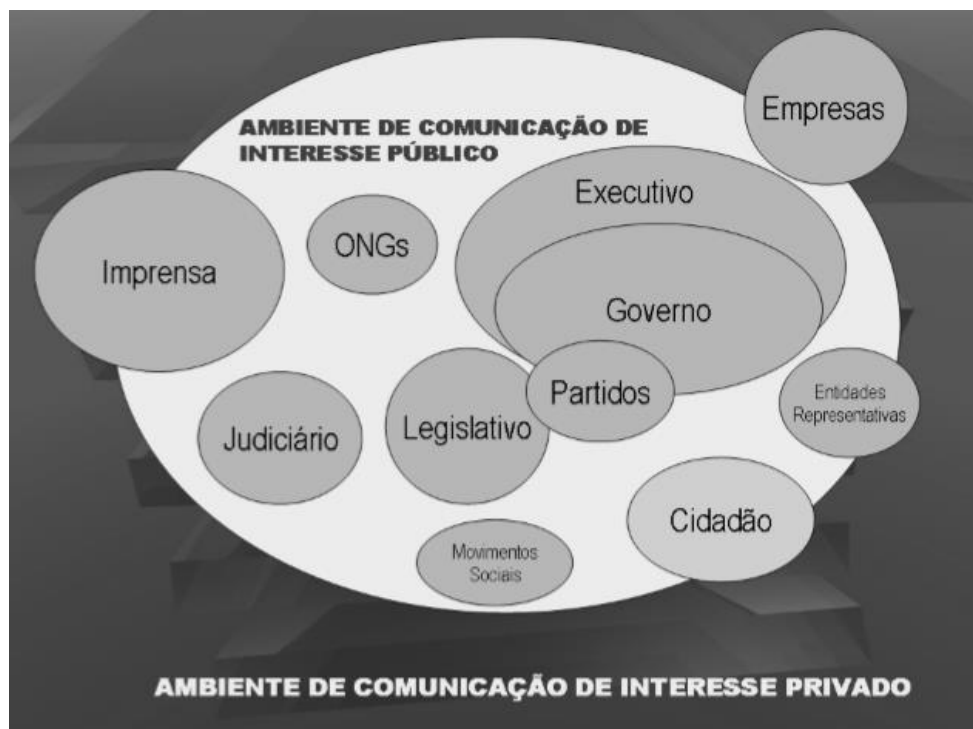 Empresas
AMBIENTE DE COMUNICAÇÃO DE
INTERESSE PÚBLICO
Executivo
ONGs
Imprensa
Governo
Partidos
Entidades
Representativas
Legislativo
Judiciário
Cidadão
Movimentos
Sociais
AMBIENTE DE COMUNICAÇÃO DE INTERESSE PRIVADO